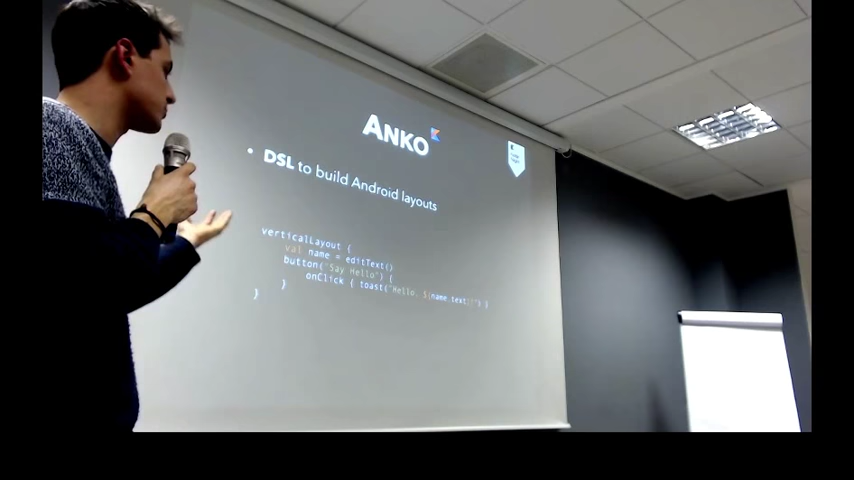 ANKO
• DSL to build Android layouts
verticalLayout {
val name = editText()
button("Say Hello") {
onClick { toast("Hello, ${name.text}!") }
}
}